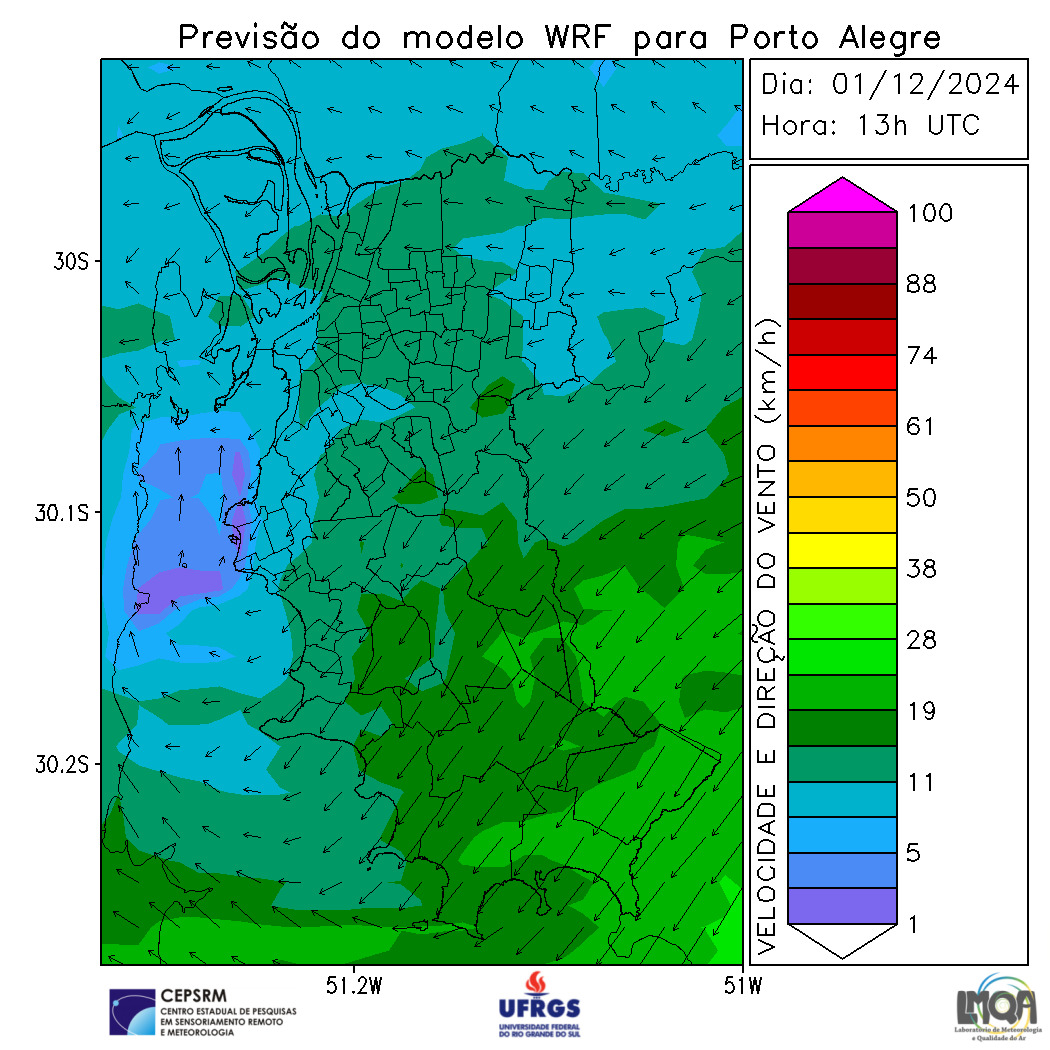 Previsão do modelo WRF para Porto Alegre
Dia: 01/12/2024
Hora: 13h UTC
30S
30.1S
30.2S
51.2W
51W
VELOCIDADE E DIREÇÃO DO VENTO (km/h)
100
88
74
61
50
38
28
19
11
5
1
CEPSRM
CENTRO ESTADUAL DE PESQUISAS
EM SENSORIAMENTO REMOTO
E METEOROLOGIA
UFRGS
UNIVERSIDADE FEDERAL
DO RIO GRANDE DO SUL
LMQA
Laboratório de Meteorologia
e Qualidade do Ar